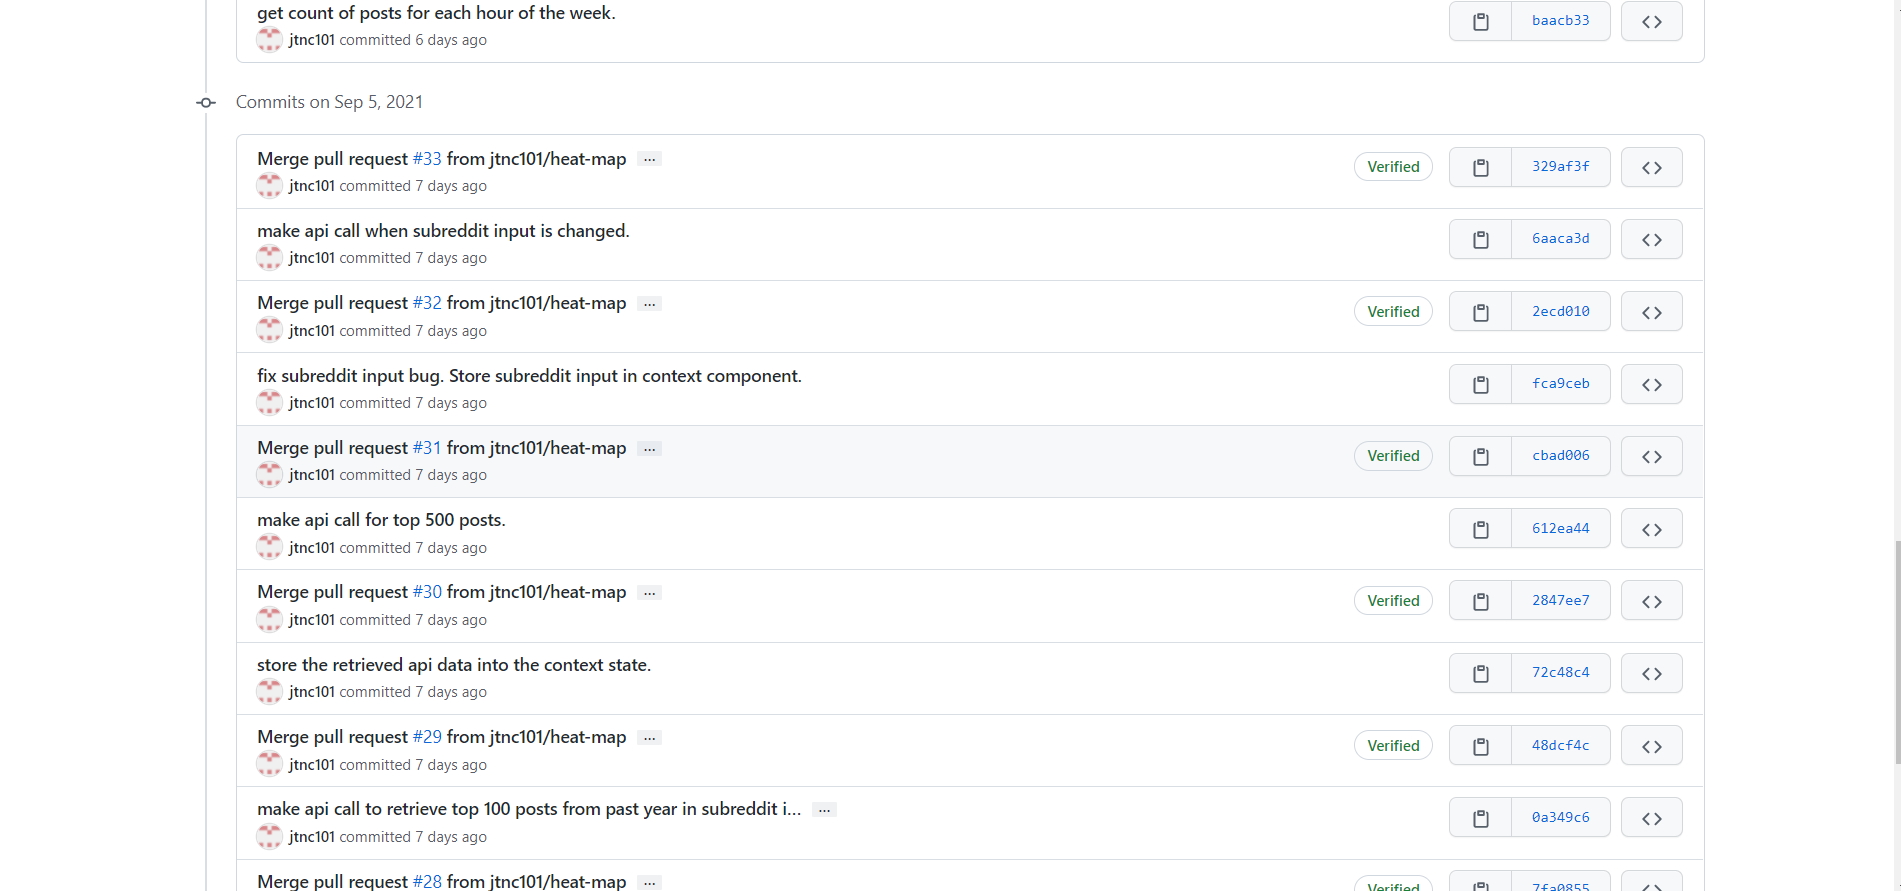 get count of posts for each hour of the week.
baacb33
jtnc101 committed 6 days ago
Commits on Sep 5, 2021
Merge pull request #33 from jtnc101/heat-map ...
Verified
329af3f
jtnc101 committed 7 days ago
make api call when subreddit input is changed.
6aaca3d
jtnc101 committed 7 days ago
Merge pull request #32 from jtnc101/heat-map ...
Verified
2ecd010
jtnc101 committed 7 days ago
fix subreddit input bug. Store subreddit input in context component.
fca9ceb
jtnc101 committed 7 days ago
Merge pull request #31 from jtnc101/heat-map ...
Verified
cbad006
jtnc101 committed 7 days ago
make api call for top 500 posts.
612ea44
jtnc101 committed 7 days ago
Merge pull request #30 from jtnc101/heat-map ...
Verified
2847ee7
jtnc101 committed 7 days ago
store the retrieved api data into the context state.
72c48c4
jtnc101 committed 7 days ago
Merge pull request #29 from jtnc101/heat-map ...
Verified
48dcf4c
jtnc101 committed 7 days ago
make api call to retrieve top 100 posts from past year in subreddit i... ...
0a349c6
jtnc101 committed 7 days ago
Merge pull request #28 from jtnc101/heat-map ...
Verified
7fa0855